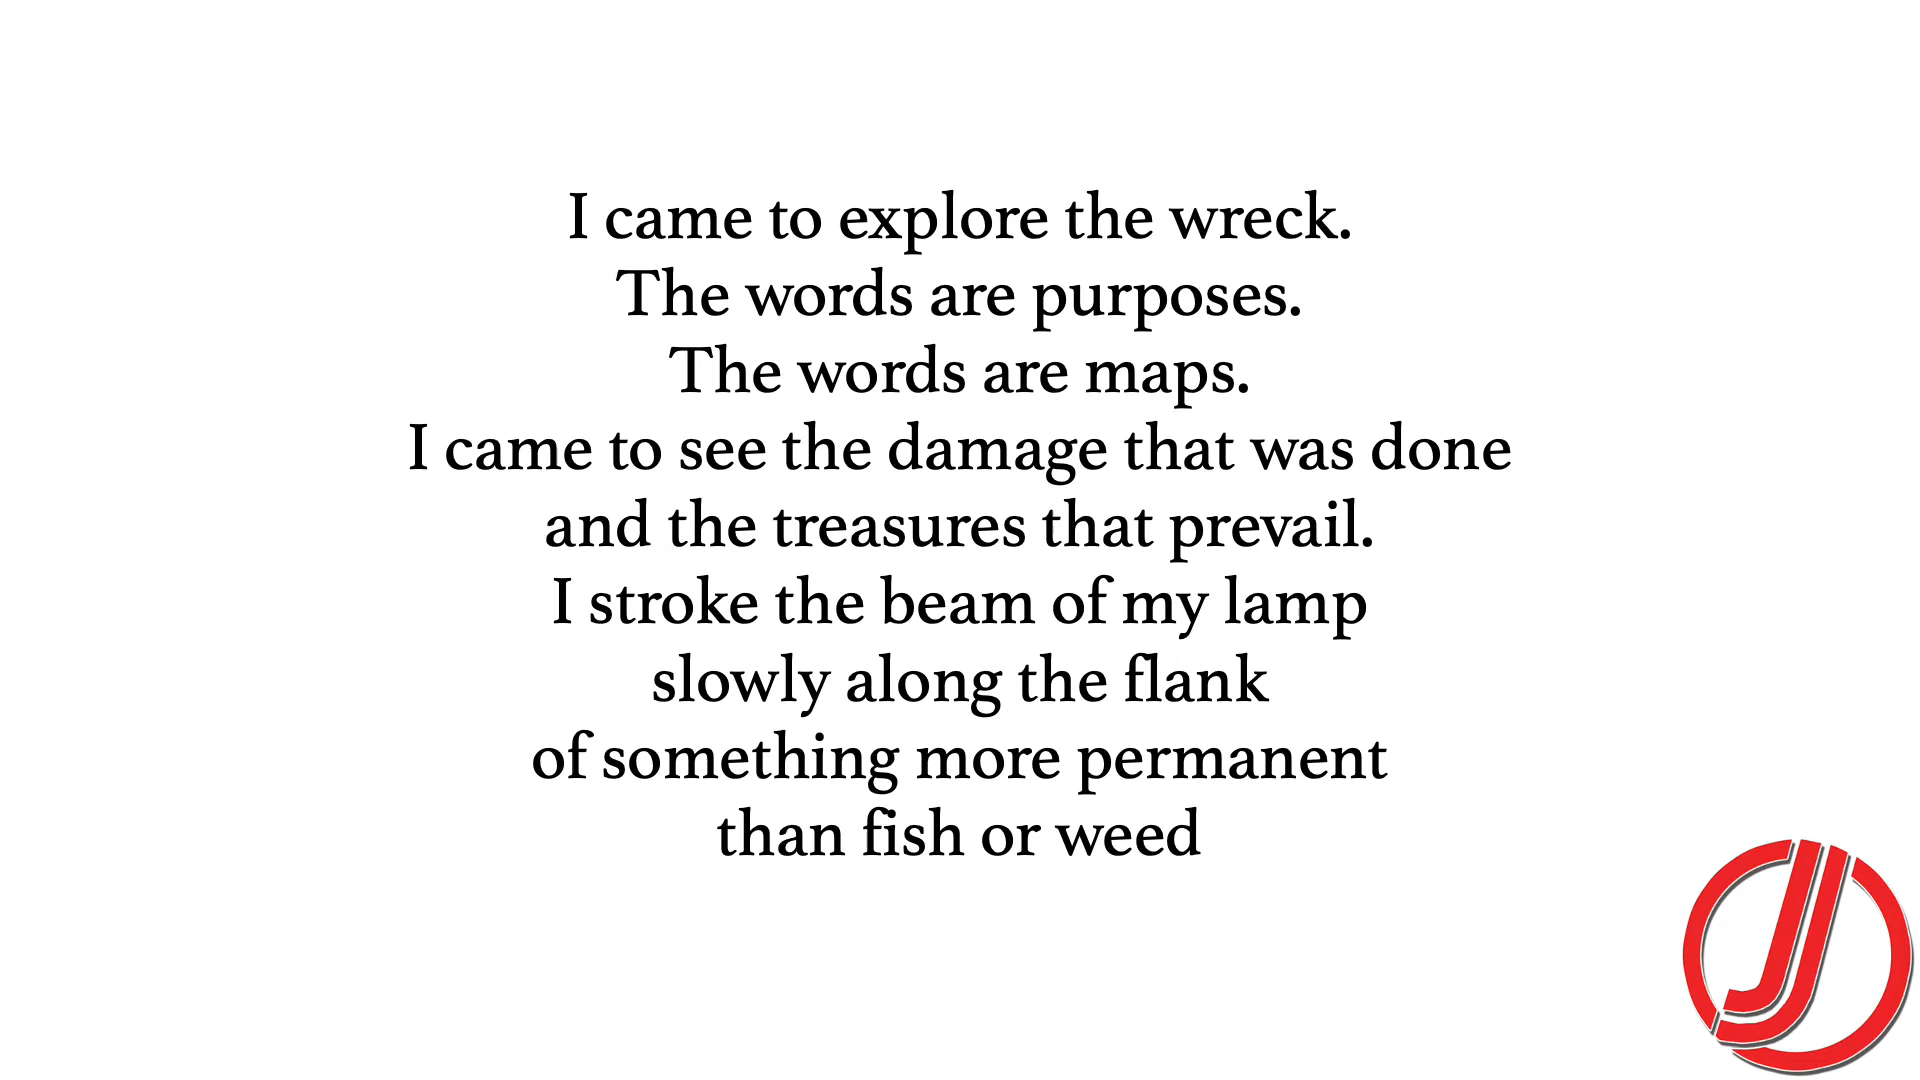 I came to explore the wreck.
The words are purposes.
The words are maps.
I came to see the damage that was done
and the treasures that prevail.
I stroke the beam of my lamp
slowly along the flank
of something more permanent
than fish or weed